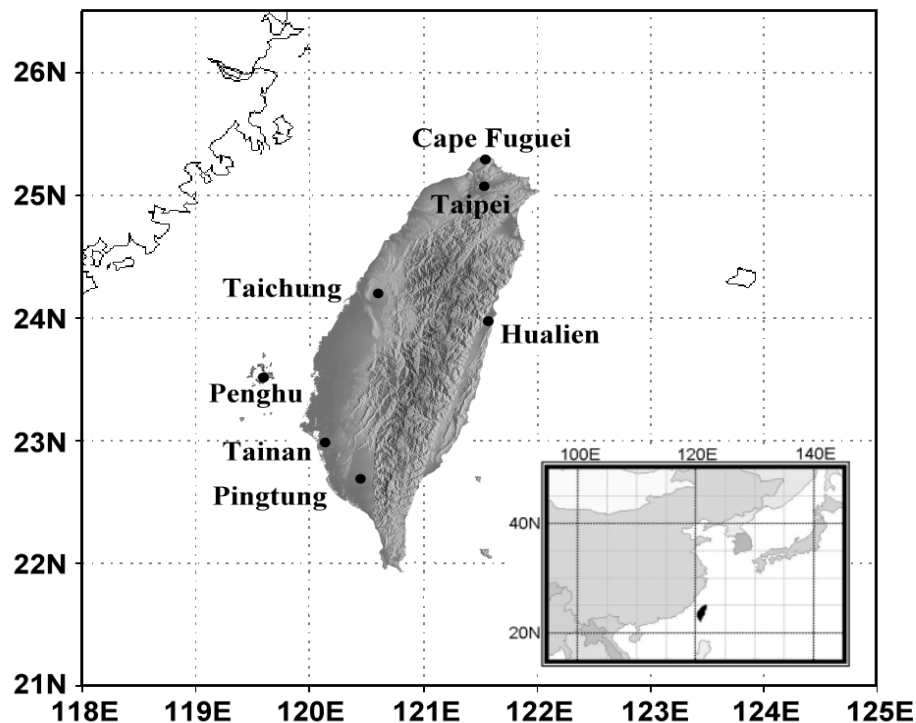 26N
Cape Fuguei
25N
Taipei
Taichung
24N
Hualien
Penghu
23N
Tainan
Pingtung
100E 120E 140E
40N
22N
20N
21N
118E 119E 120E 121E 122E 123E 124E 125E